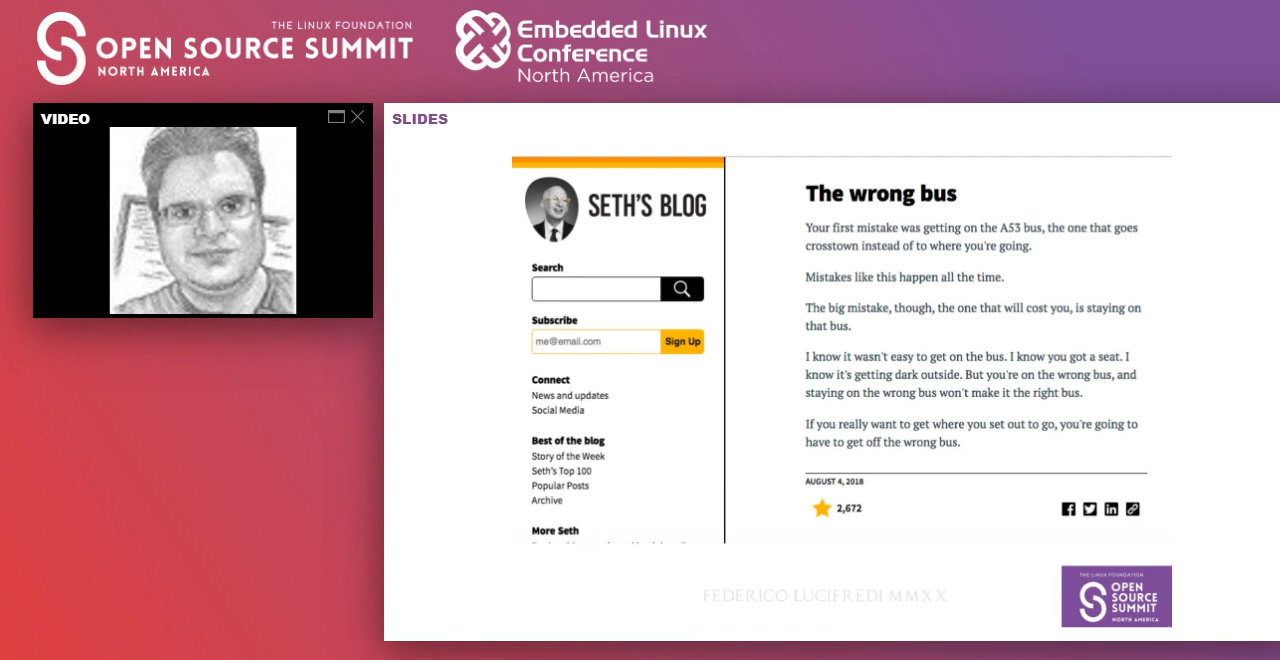 THE LINUX FOUNDATION
OPEN SOURCE SUMMIT
NORTH AMERICA
Embedded Linux
Conference
North America
VIDEO
SLIDES
SETH'S BLOG
Search
Subscribe
me@email.com
Sign Up
Connect
News and updates
Social Media
Best of the blog
Story of the Week
Seth's Top 100
Popular Posts
Archive
More Seth
The wrong bus
Your first mistake was getting on the A53 bus, the one that goes
crosstown instead of to where you're going.
Mistakes like this happen all the time.
The big mistake, though, the one that will cost you, is staying on
that bus.
I know it wasn't easy to get on the bus. I know you got a seat. I
know it's getting dark outside. But you're on the wrong bus, and
staying on the wrong bus won't make it the right bus.
If you really want to get where you set out to go, you're going to
have to get off the wrong bus.
AUGUST 4, 2018
2,672
FEDERICO LUCIFREDI MMXX
THE LINUX FOUNDATION
OPEN
SOURCE
SUMMIT
NORTH AMERICA